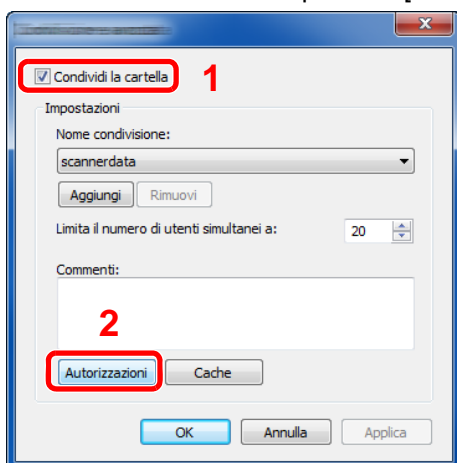 Condividi la cartella
1
Impostazioni
Nome condivisione:
scannerdata
Aggiungi Rimuovi
Limita il numero di utenti simultanei a: 20
Commenti:
2
Autorizzazioni Cache
OK Annulla Applica